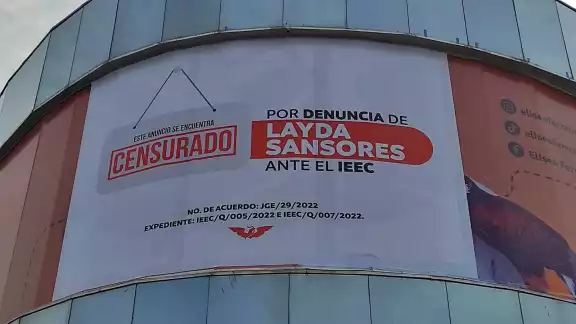 ESTE ANUNCIO SE ENCUENTRA
CENSURADO
POR DENUNCIA DE
LAYDA
SANSORES
ANTE EL IEEC
NO. DE ACUERDO: JGE/29/2022
EXPEDIENTE: IEEC/Q/005/2022 E IEEC/Q/007/2022.